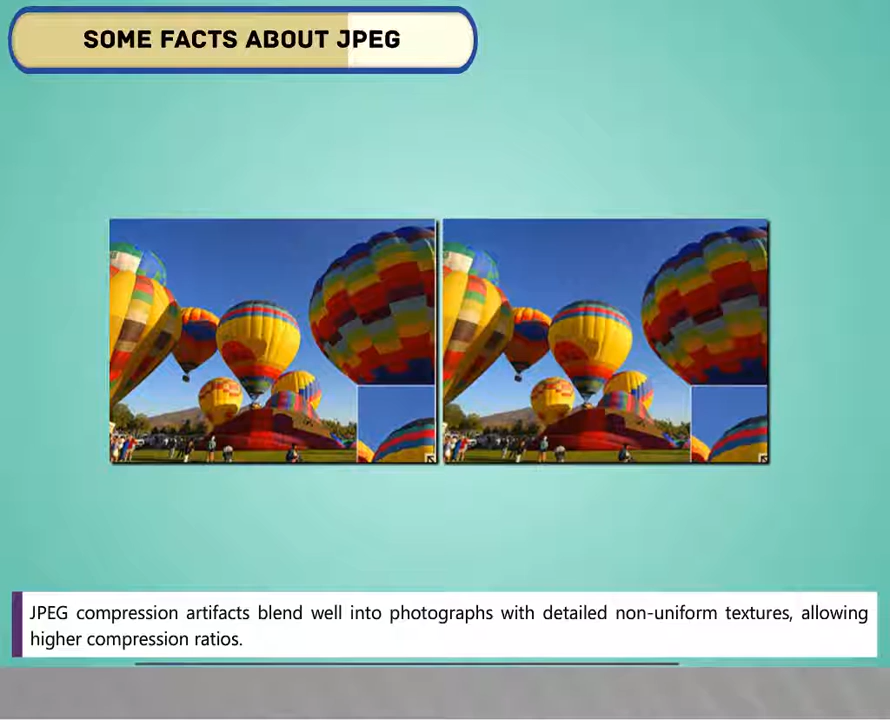 SOME FACTS ABOUT JPEG
JPEG compression artifacts blend well into photographs with detailed non-uniform textures, allowing
higher compression ratios.